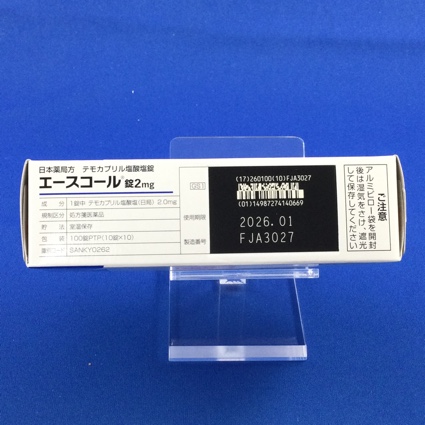 日本薬局方 テモカプリル塩酸塩錠
エースコール®錠2mg
成分 1錠中 テモカプリル塩酸塩(日局) 2.0mg
規制区分 処方箋医薬品
貯法 室温保存
包装 100錠PTP(10錠×10)
SANKYO262
GS1
(17)260100(10)FJA3027
(01)14987274140669
使用期限 2026.01
製造番号 FJA3027
ご注意
アルミピロー袋を開封
後は湿気をさけ、遮光
して保存してください